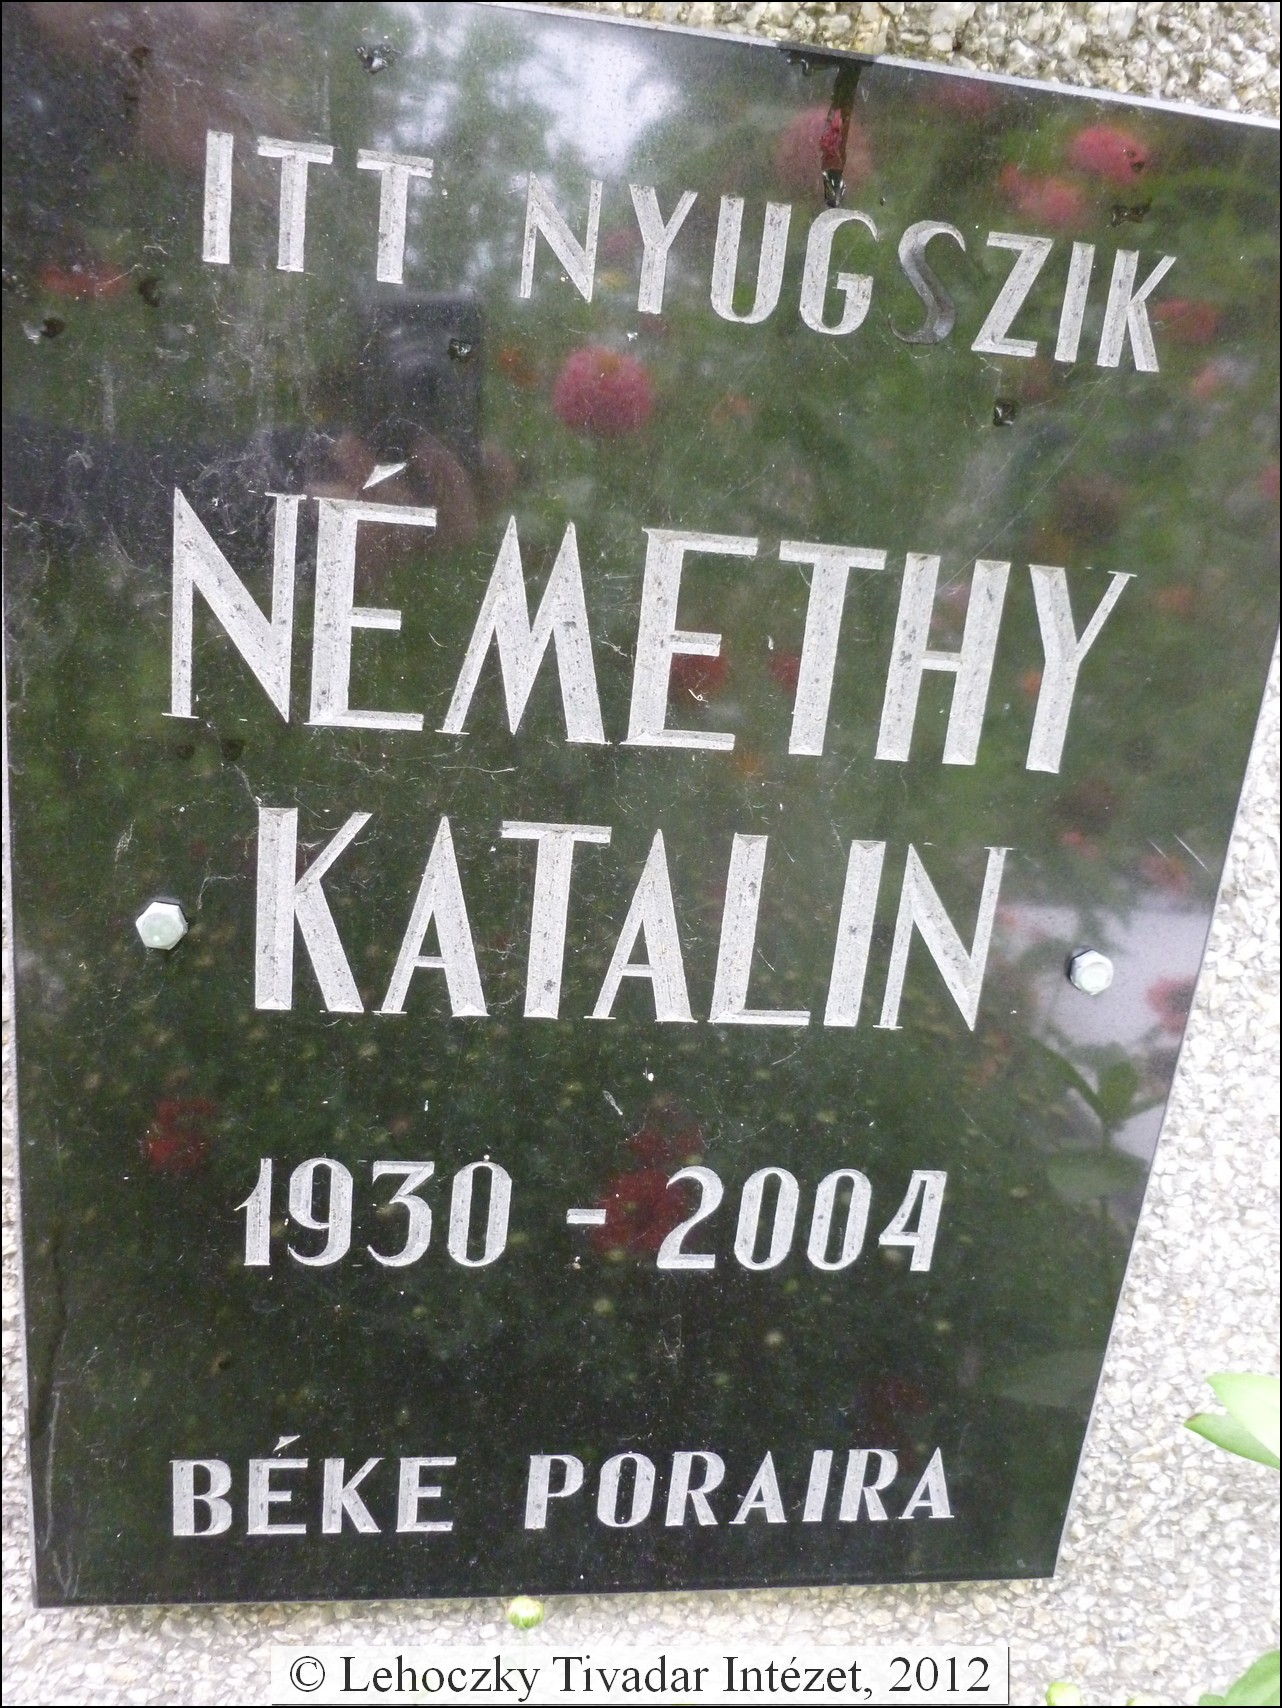 ITT NYUGSZIK
NÉMETHY
KATALIN
1930 - 2004
BÉKE PORAIRA
© Lehoczky Tivadar Intézet, 2012